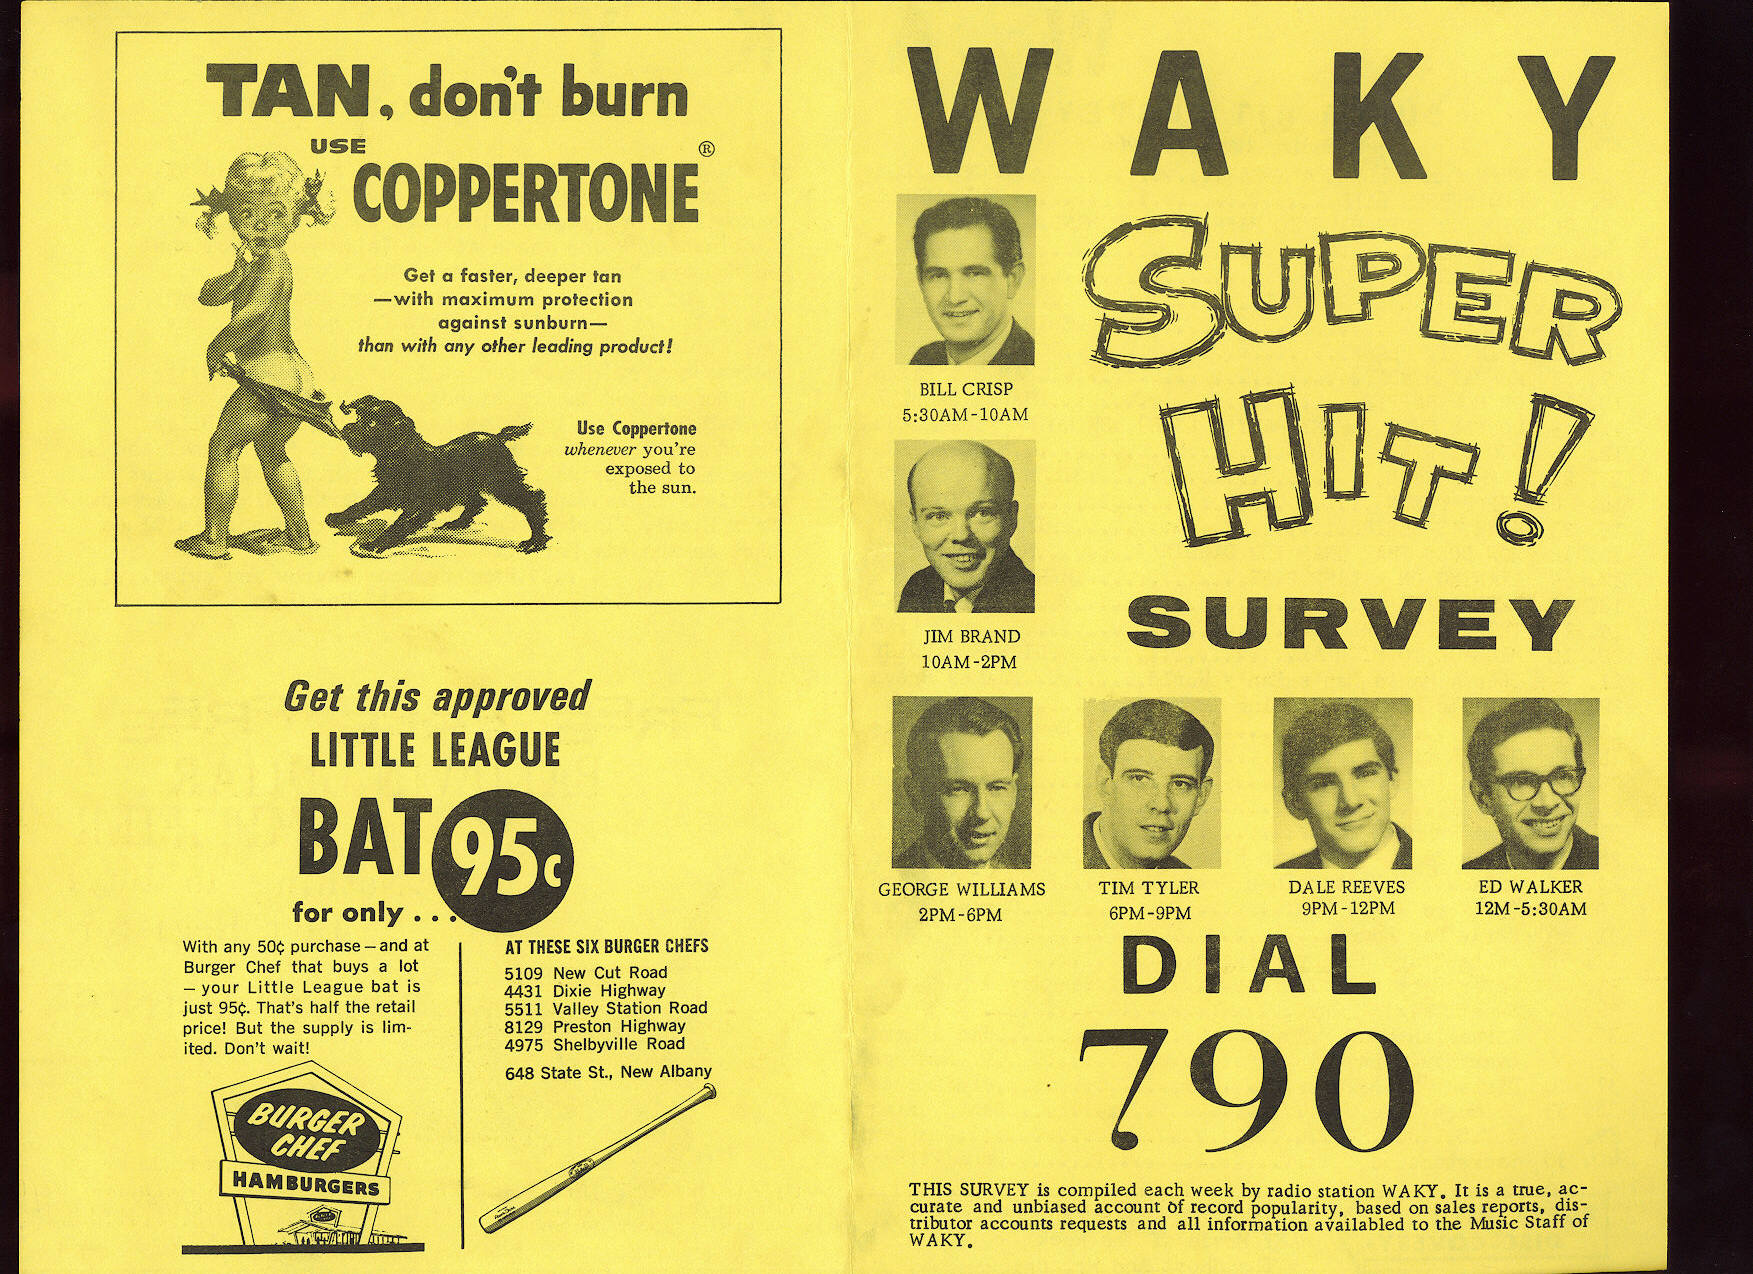 TAN, don't burn
USE
COPPERTONE®
Get a faster, deeper tan
—with maximum protection
against sunburn—
than with any other leading product!
Use Coppertone
whenever you're
exposed to
the sun.
Get this approved
LITTLE LEAGUE
BAT 95c
for only . . .
With any 50¢ purchase — and at
Burger Chef that buys a lot
— your Little League bat is
just 95¢. That's half the retail
price! But the supply is lim-
ited. Don't wait!
BURGER
CHEF
HAMBURGERS
AT THESE SIX BURGER CHEFS
5109 New Cut Road
4431 Dixie Highway
5511 Valley Station Road
8129 Preston Highway
4975 Shelbyville Road
648 State St., New Albany
WAKY
SUPER
HIT!
SURVEY
BILL CRISP
5:30AM-10AM
JIM BRAND
10AM-2PM
GEORGE WILLIAMS
2PM-6PM
TIM TYLER
6PM-9PM
DALE REEVES
9PM-12PM
ED WALKER
12M-5:30AM
DIAL
790
THIS SURVEY is compiled each week by radio station WAKY. It is a true, ac-
curate and unbiased account of record popularity, based on sales reports, dis-
tributor accounts requests and all information availabled to the Music Staff of
WAKY.